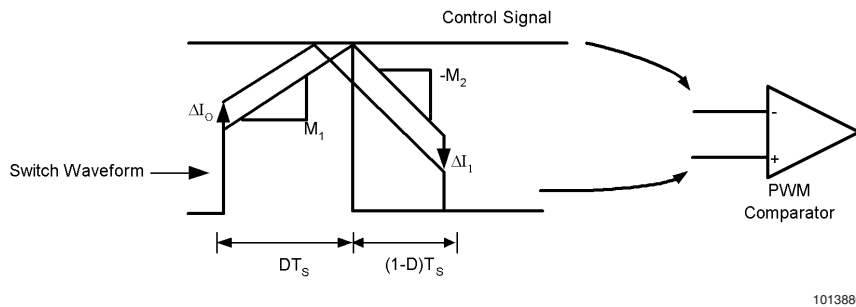 Control Signal
-M₂
ΔI₀
M₁
ΔI₁
Switch Waveform
-
+
PWM
Comparator
DTₛ
(1-D)Tₛ
101388